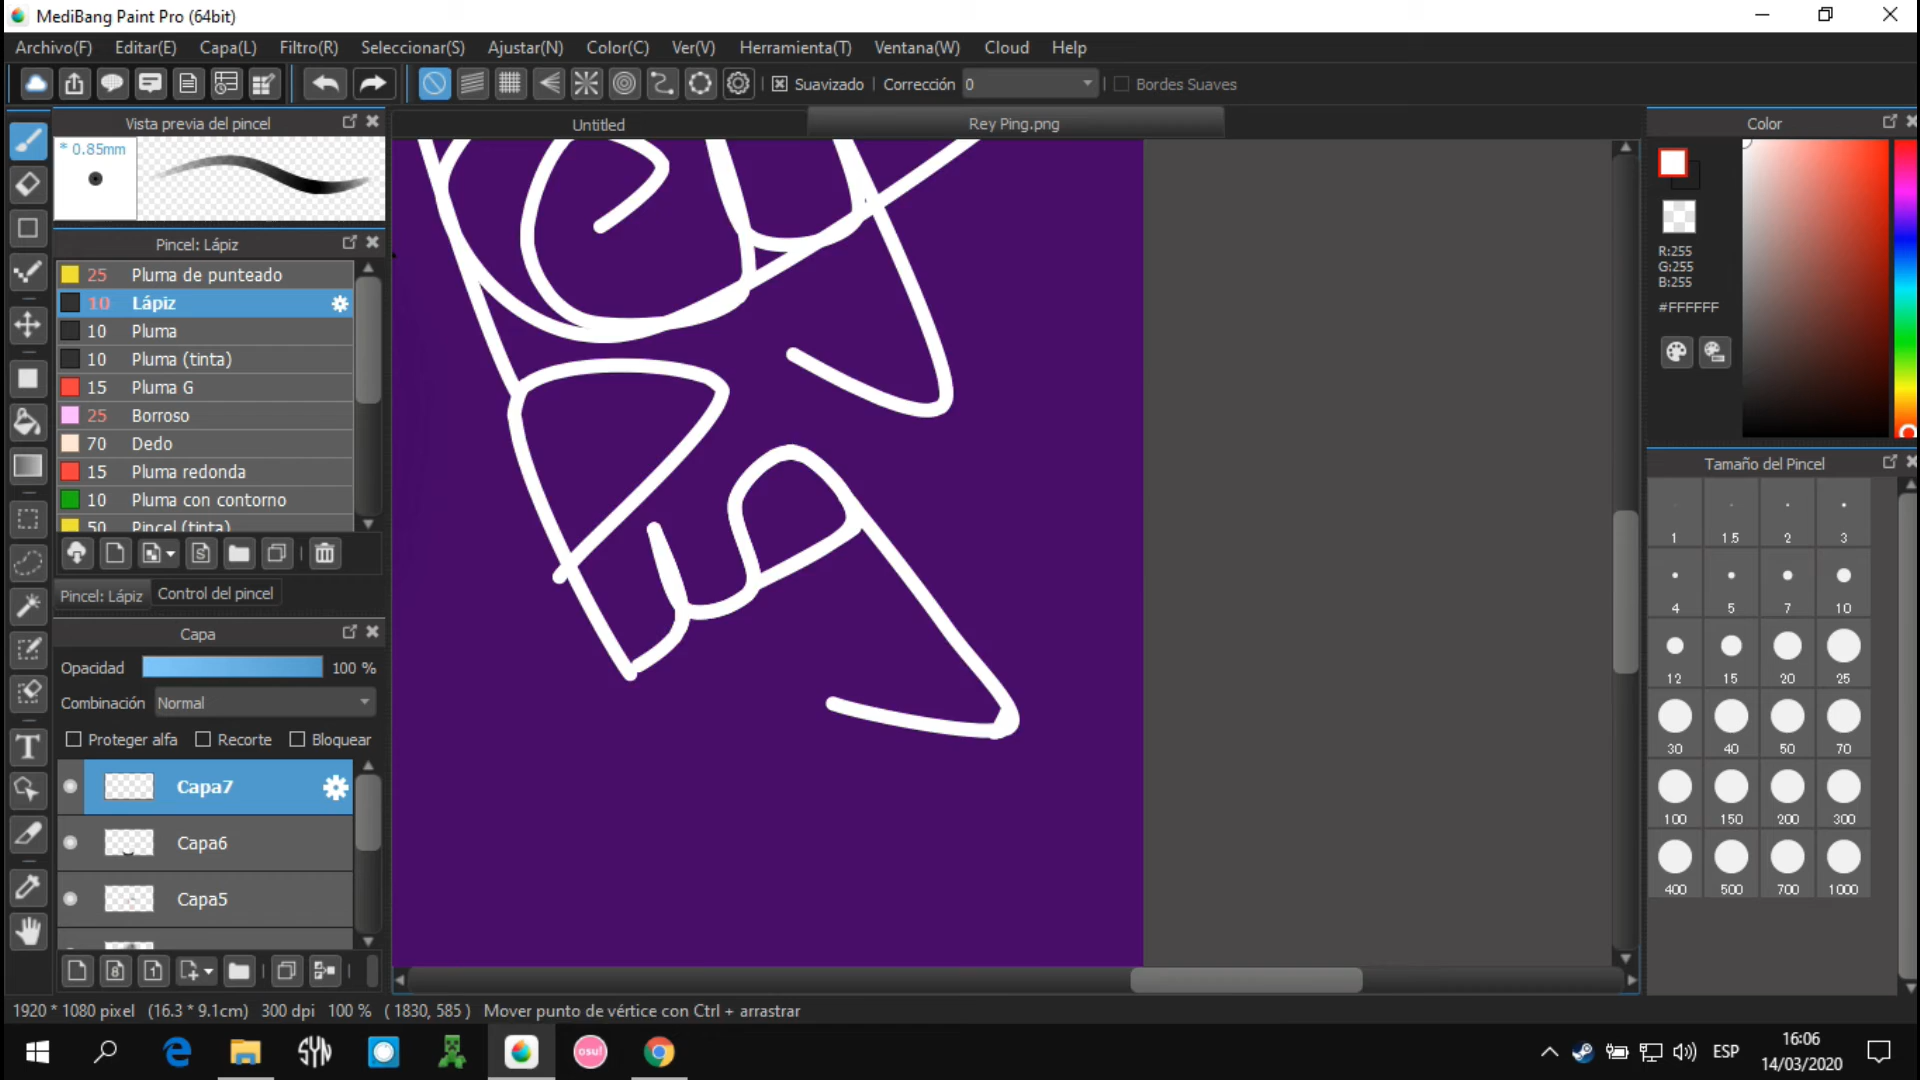 MediBang Paint Pro (64bit)
Archivo(F) Editar(E) Capa(L) Filtro(R) Seleccionar(S) Ajustar(N) Color(C) Ver(V) Herramienta(T) Ventana(W) Cloud Help
Suavizado Corrección 0 Bordes Suaves
Vista previa del pincel
Untitled
Rey Ping.png
Color
* 0.85mm
Pincel: Lápiz
25 Pluma de punteado
10 Lápiz
10 Pluma
10 Pluma (tinta)
15 Pluma G
25 Borroso
70 Dedo
15 Pluma redonda
10 Pluma con contorno
50 Pincel (tinta)
Pincel: Lápiz Control del pincel
Capa
Opacidad 100 %
Combinación Normal
Proteger alfa Recorte Bloquear
Capa7
Capa6
Capa5
R:255
G:255
B:255
#FFFFFF
Tamaño del Pincel
1 1.5 2 3
4 5 7 10
12 15 20 25
30 40 50 70
100 150 200 300
400 500 700 1000
1920 * 1080 pixel (16.3 * 9.1cm) 300 dpi 100 % ( 1830, 585 ) Mover punto de vértice con Ctrl + arrastrar
SYN
osu!
ESP
16:06
14/03/2020